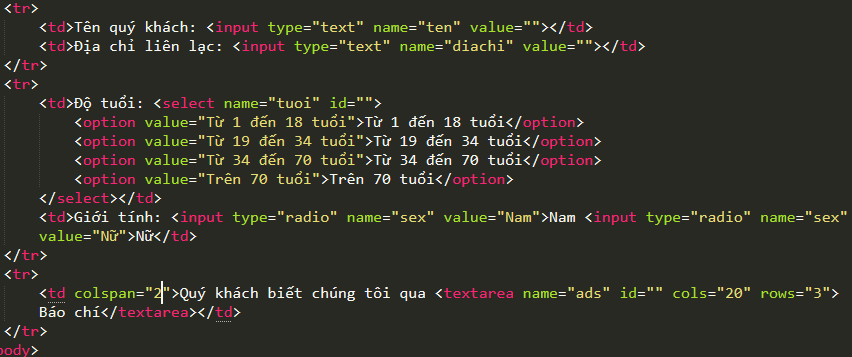 <tr>
<td>Tên quý khách: <input type="text" name="ten" value=""></td>
<td>Địa chỉ liên lạc: <input type="text" name="diachi" value=""></td>
</tr>
<tr>
<td>Độ tuổi: <select name="tuoi" id="">
<option value="Từ 1 đến 18 tuổi">Từ 1 đến 18 tuổi</option>
<option value="Từ 19 đến 34 tuổi">Từ 19 đến 34 tuổi</option>
<option value="Từ 34 đến 70 tuổi">Từ 34 đến 70 tuổi</option>
<option value="Trên 70 tuổi">Trên 70 tuổi</option>
</select></td>
<td>Giới tính: <input type="radio" name="sex" value="Nam">Nam <input type="radio" name="sex"
value="Nữ">Nữ</td>
</tr>
<tr>
<td colspan="2">Quý khách biết chúng tôi qua <textarea name="ads" id="" cols="20" rows="3">
Báo chí</textarea></td>
</tr>
body>